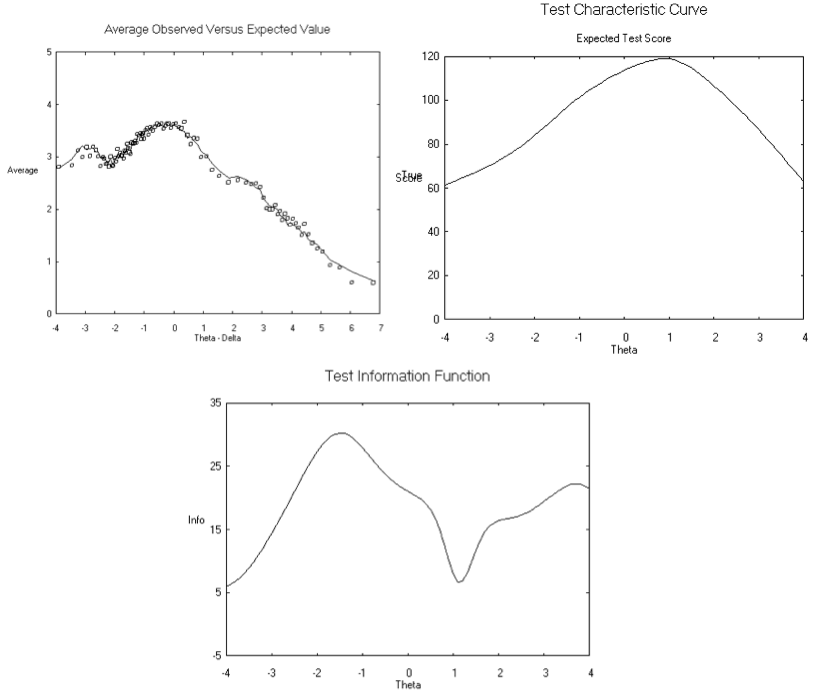 Test Characteristic Curve
Average Observed Versus Expected Value
Expected Test Score
5
4
3
2
1
0
Average
-4 -3 -2 -1 0 1 2 3 4 5 6 7
Theta - Delta
120
100
80
60
40
20
0
True
Score
-4 -3 -2 -1 0 1 2 3 4
Theta
Test Information Function
35
25
15
5
-5
Info
-4 -3 -2 -1 0 1 2 3 4
Theta